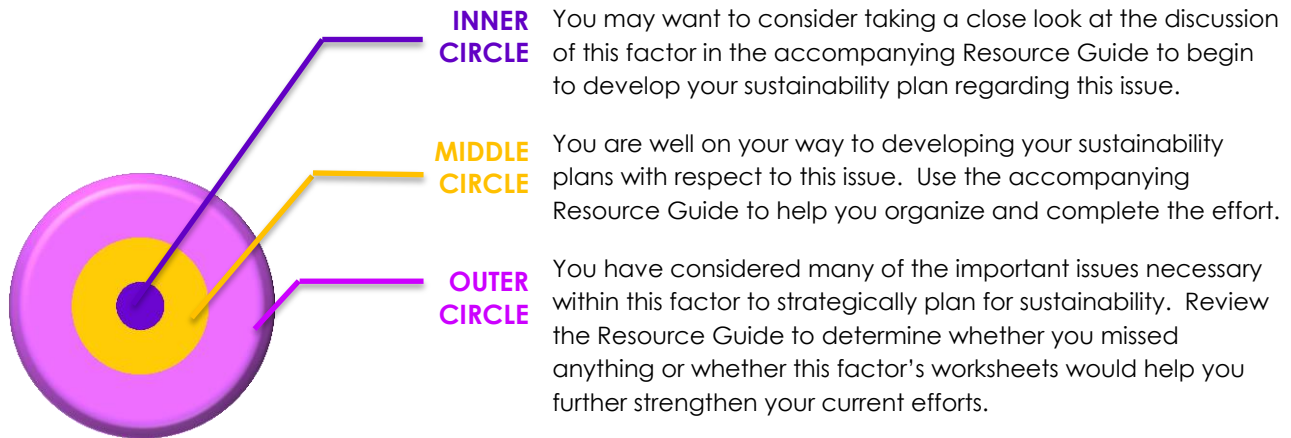 INNER
CIRCLE
You may want to consider taking a close look at the discussion
of this factor in the accompanying Resource Guide to begin
to develop your sustainability plan regarding this issue.
MIDDLE
CIRCLE
You are well on your way to developing your sustainability
plans with respect to this issue.  Use the accompanying
Resource Guide to help you organize and complete the effort.
OUTER
CIRCLE
You have considered many of the important issues necessary
within this factor to strategically plan for sustainability.  Review
the Resource Guide to determine whether you missed
anything or whether this factor's worksheets would help you
further strengthen your current efforts.